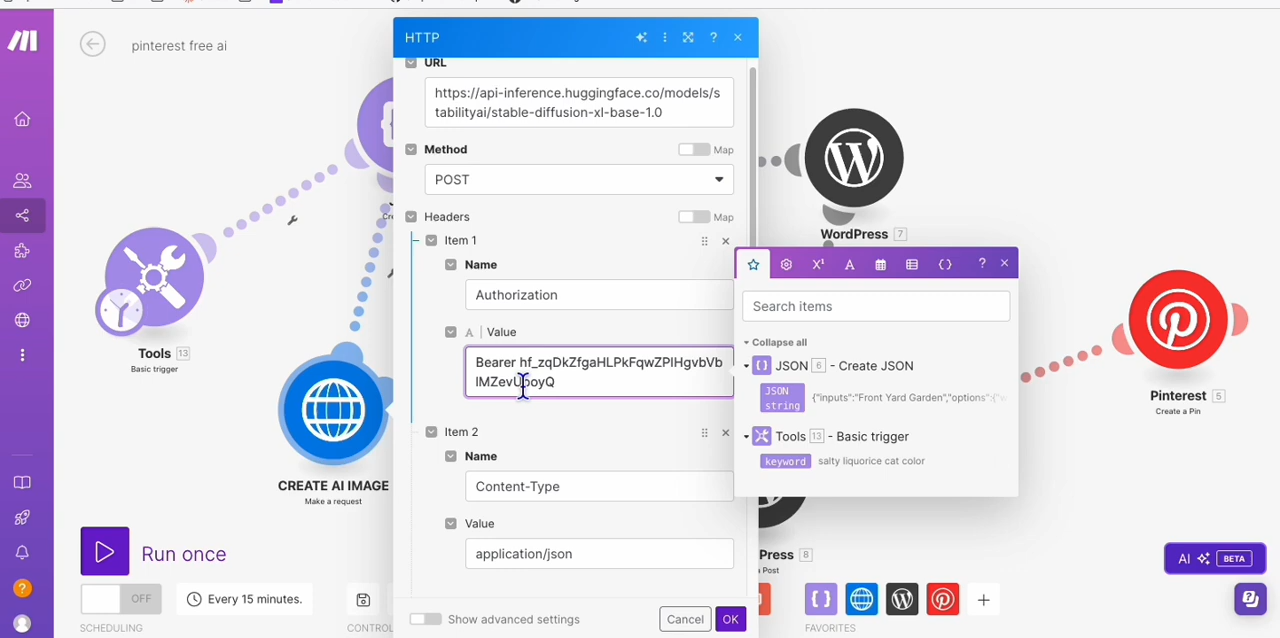 pinterest free ai
HTTP
URL
https://api-inference.huggingface.co/models/s
tabilityai/stable-diffusion-xl-base-1.0
Method
Map
POST
Headers
Map
Item 1
Name
Authorization
A | Value
Bearer
Item 2
Name
Content-Type
Value
application/json
Show advanced settings
Cancel
OK
Tools 13
Basic trigger
CREATE AI IMAGE
Make a request
Run once
OFF
Every 15 minutes.
SCHEDULING
CONTROL
WordPress 7
Search items
Collapse all
JSON 6 - Create JSON
JSON
string
{"inputs":"Front Yard Garden","options":{"w
Tools 13 - Basic trigger
keyword salty liquorice cat color
Press 8
Post
Pinterest 5
Create a Pin
AI BETA
FAVORITES